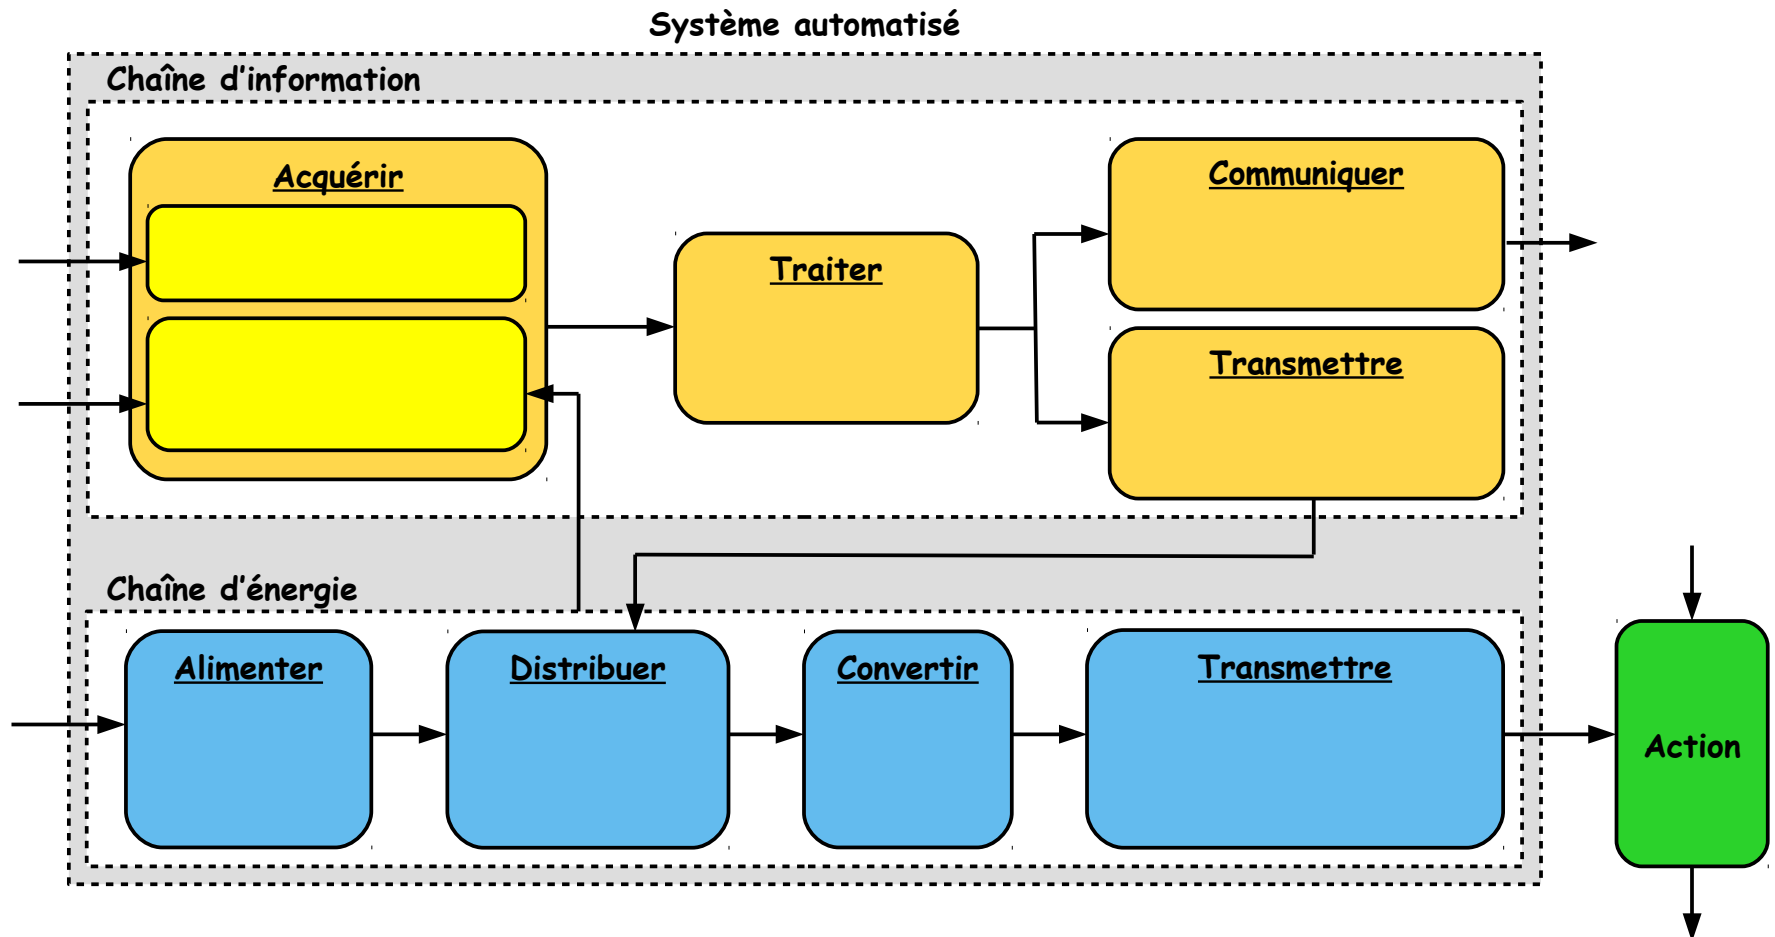 Système automatisé
Chaîne d'information
Acquérir
Communiquer
Traiter
Transmettre
Chaîne d'énergie
Alimenter
Distribuer
Convertir
Transmettre
Action